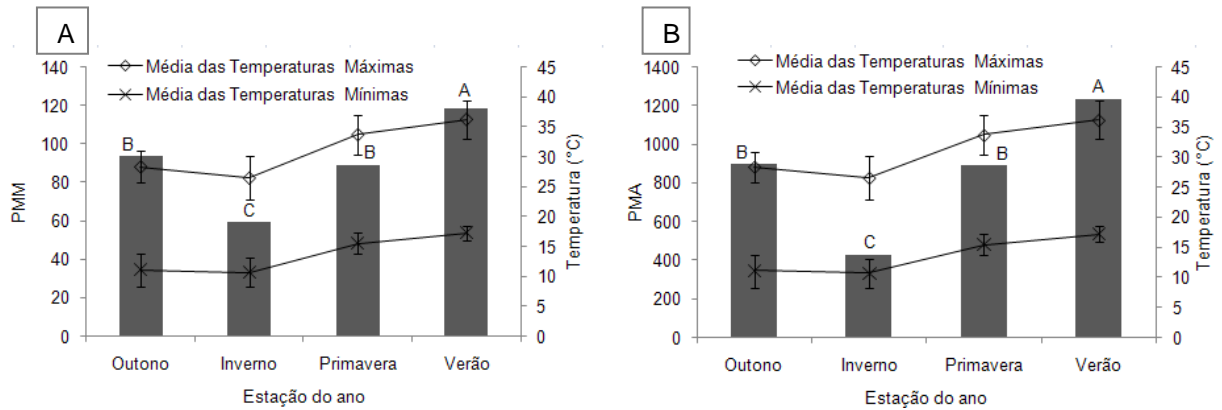 A
Média das Temperaturas Máximas
Média das Temperaturas Mínimas
140
120
100
80
60
40
20
0
PMM
45
40
35
30
25
20
15
10
5
0
Temperatura (°C)
B
C
B
A
Outono Inverno Primavera Verão
Estação do ano
B
Média das Temperaturas Máximas
Média das Temperaturas Mínimas
1400
1200
1000
800
600
400
200
0
PMA
45
40
35
30
25
20
15
10
5
0
Temperatura (°C)
B
C
B
A
Outono Inverno Primavera Verão
Estação do ano